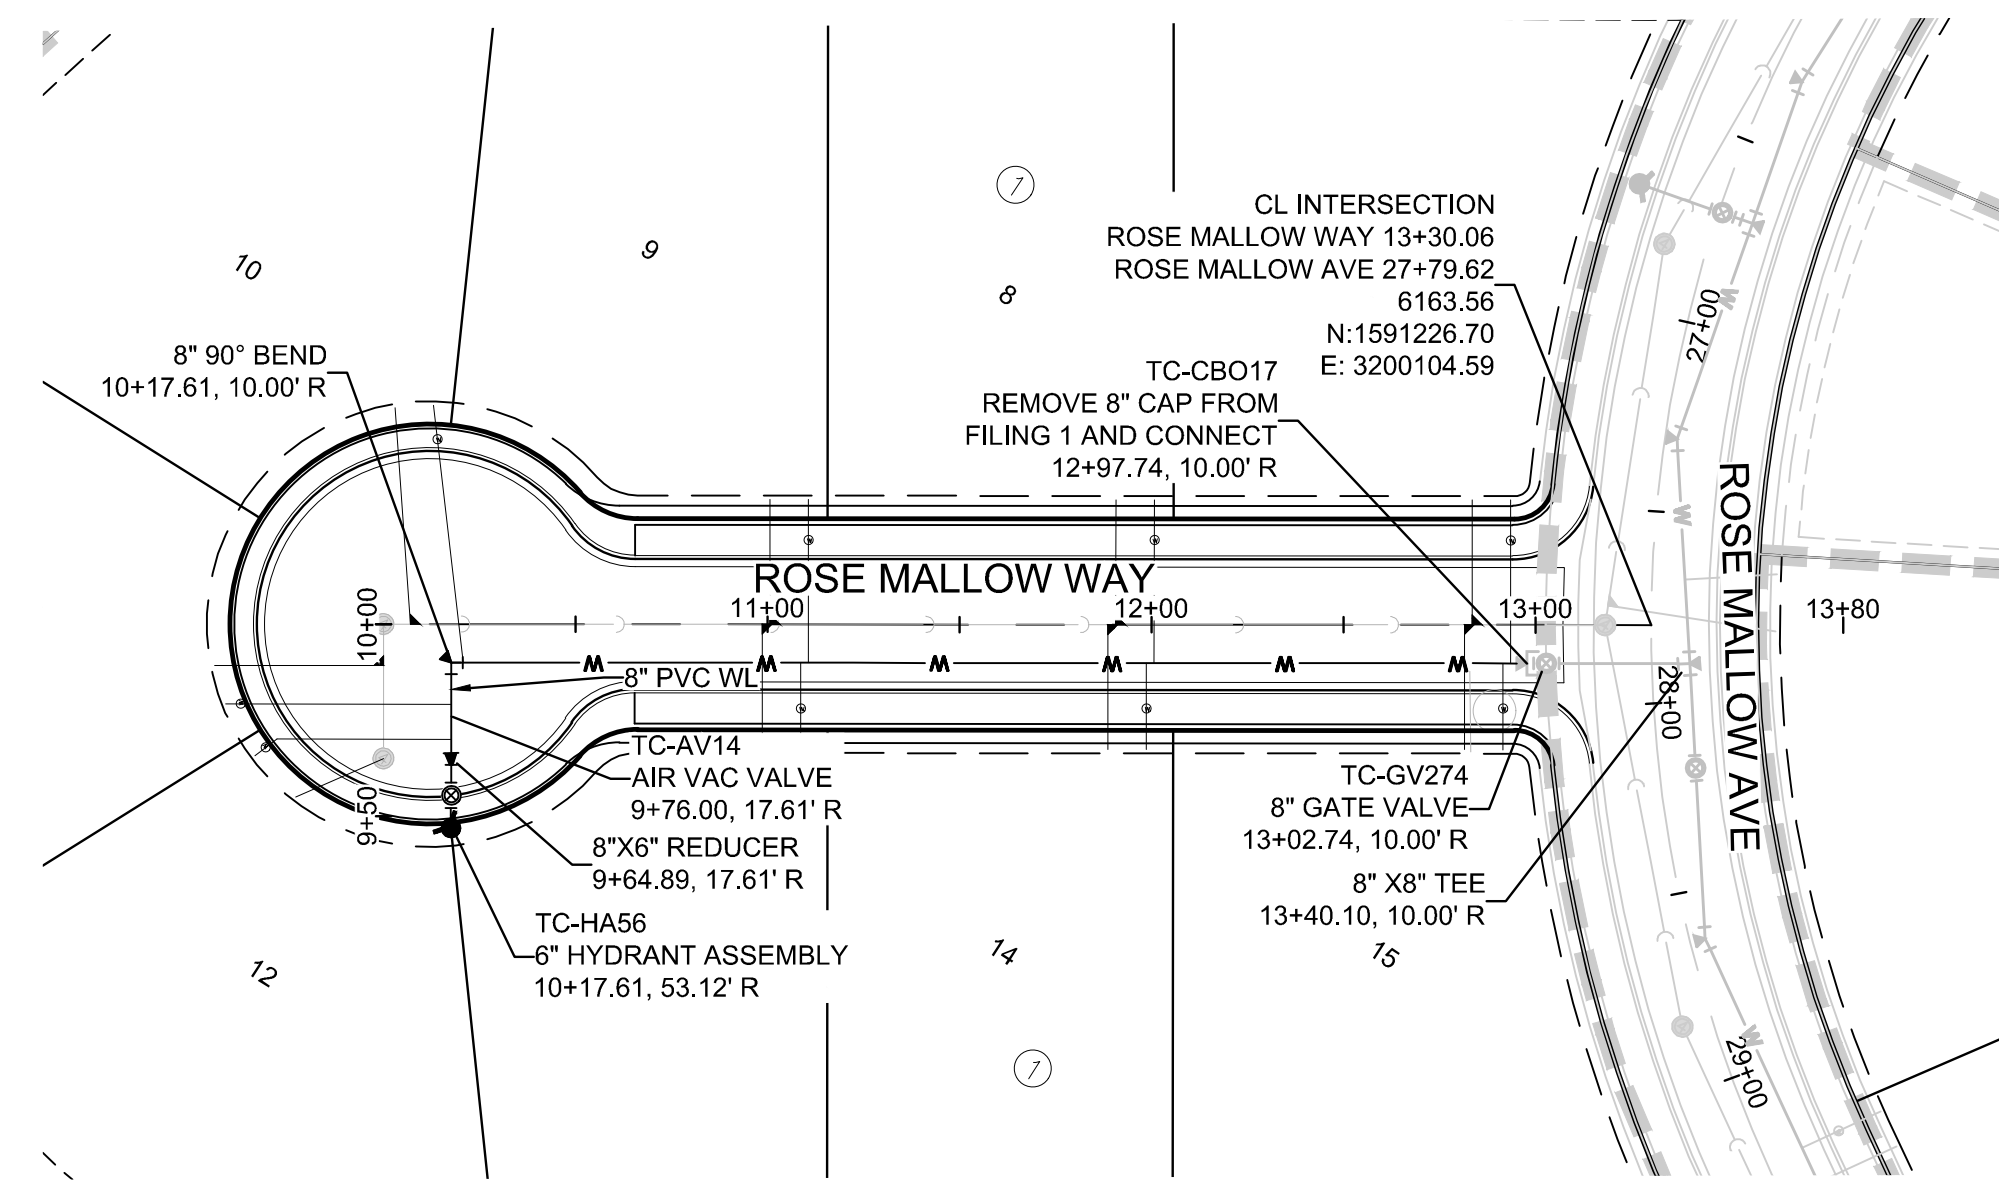 10
9
7
8
CL INTERSECTION
ROSE MALLOW WAY 13+30.06
ROSE MALLOW AVE 27+79.62
6163.56
N:1591226.70
E: 3200104.59
8" 90° BEND
10+17.61, 10.00' R
TC-CBO17
REMOVE 8" CAP FROM
FILING 1 AND CONNECT
12+97.74, 10.00' R
27+00
W
W
ROSE MALLOW WAY
ROSE MALLOW AVE
10+00
11+00
12+00
13+00
13+80
W
W
W
W
W
W
8" PVC WL
28+00
TC-AV14
AIR VAC VALVE
9+76.00, 17.61' R
9+50
8"X6" REDUCER
9+64.89, 17.61' R
TC-GV274
8" GATE VALVE
13+02.74, 10.00' R
8" X8" TEE
13+40.10, 10.00' R
TC-HA56
6" HYDRANT ASSEMBLY
10+17.61, 53.12' R
12
14
15
7
W
29+00